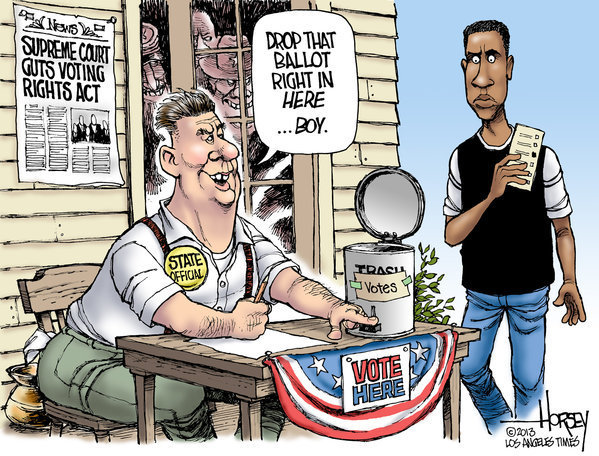 NEWS
SUPREME COURT
GUTS VOTING
RIGHTS ACT
DROP THAT
BALLOT
RIGHT IN
HERE
...BOY.
STATE
OFFICIAL
TRASH
Votes
VOTE
HERE
HORSEY
©2013
LOS ANGELES TIMES